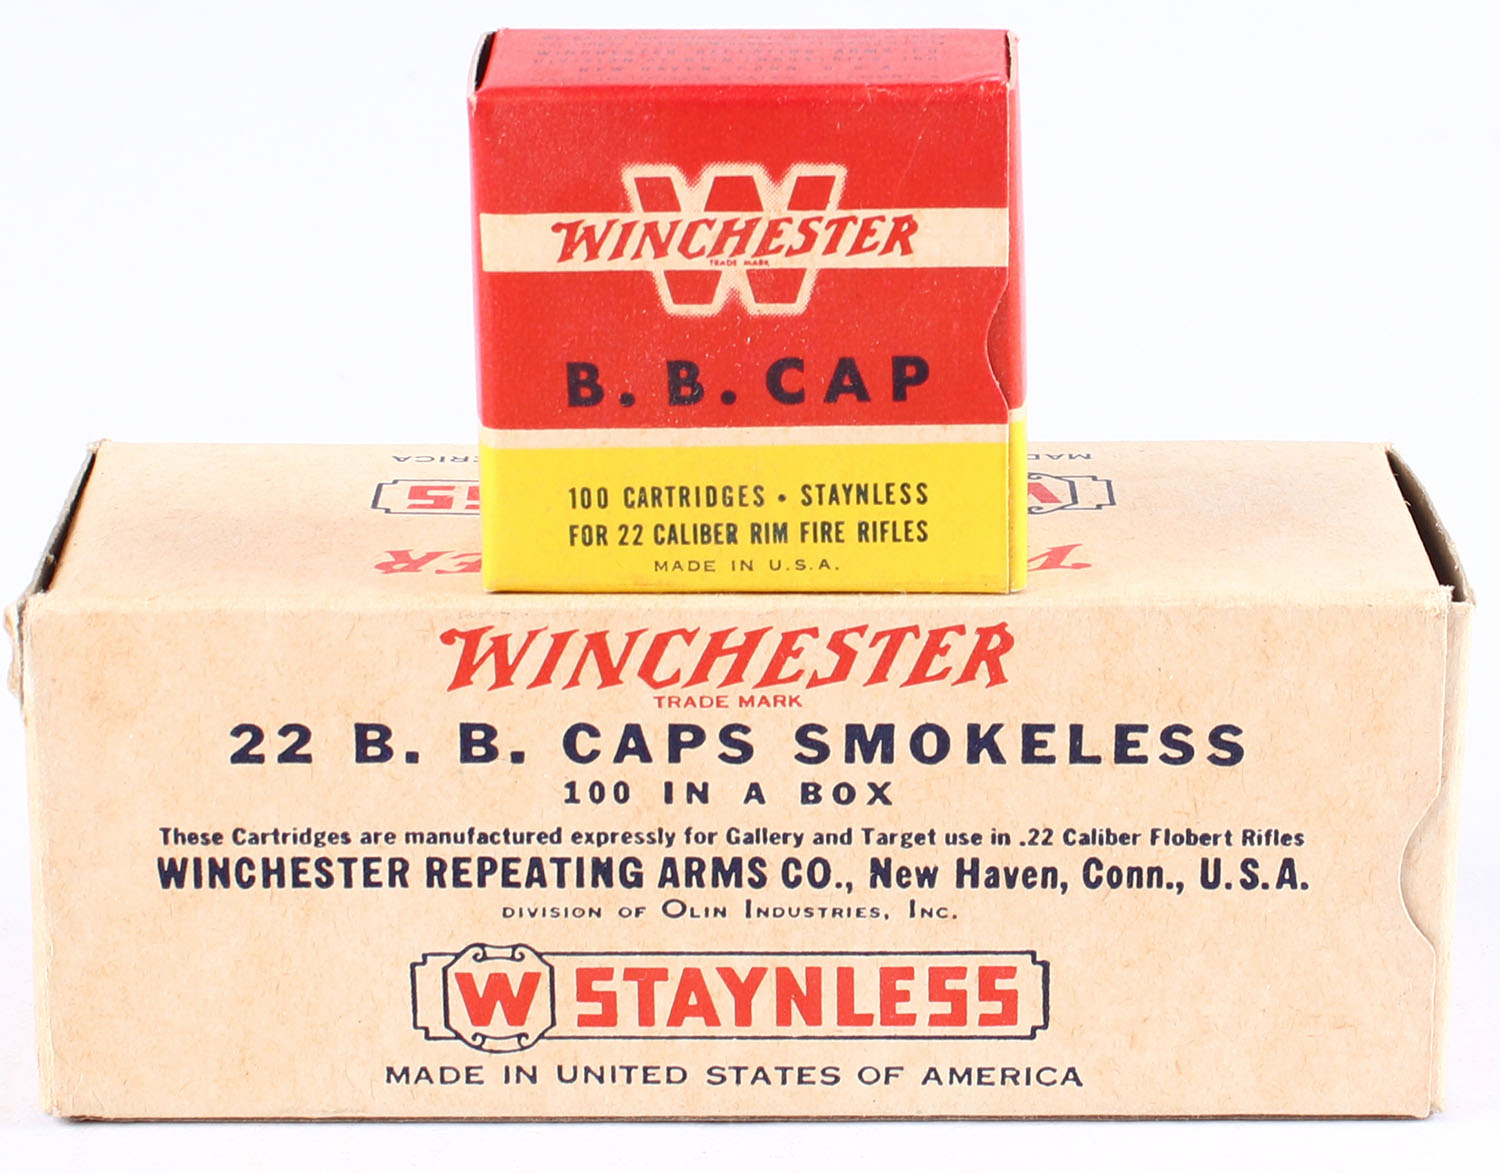 W
WINCHESTER
TRADE MARK
B. B. CAP
100 CARTRIDGES • STAYNLESS
FOR 22 CALIBER RIM FIRE RIFLES
MADE IN U.S.A.
WINCHESTER
TRADE MARK
22 B. B. CAPS SMOKELESS
100 IN A BOX
These Cartridges are manufactured expressly for Gallery and Target use in .22 Caliber Flobert Rifles
WINCHESTER REPEATING ARMS CO., New Haven, Conn., U.S.A.
DIVISION OF OLIN INDUSTRIES, INC.
W STAYNLESS
MADE IN UNITED STATES OF AMERICA